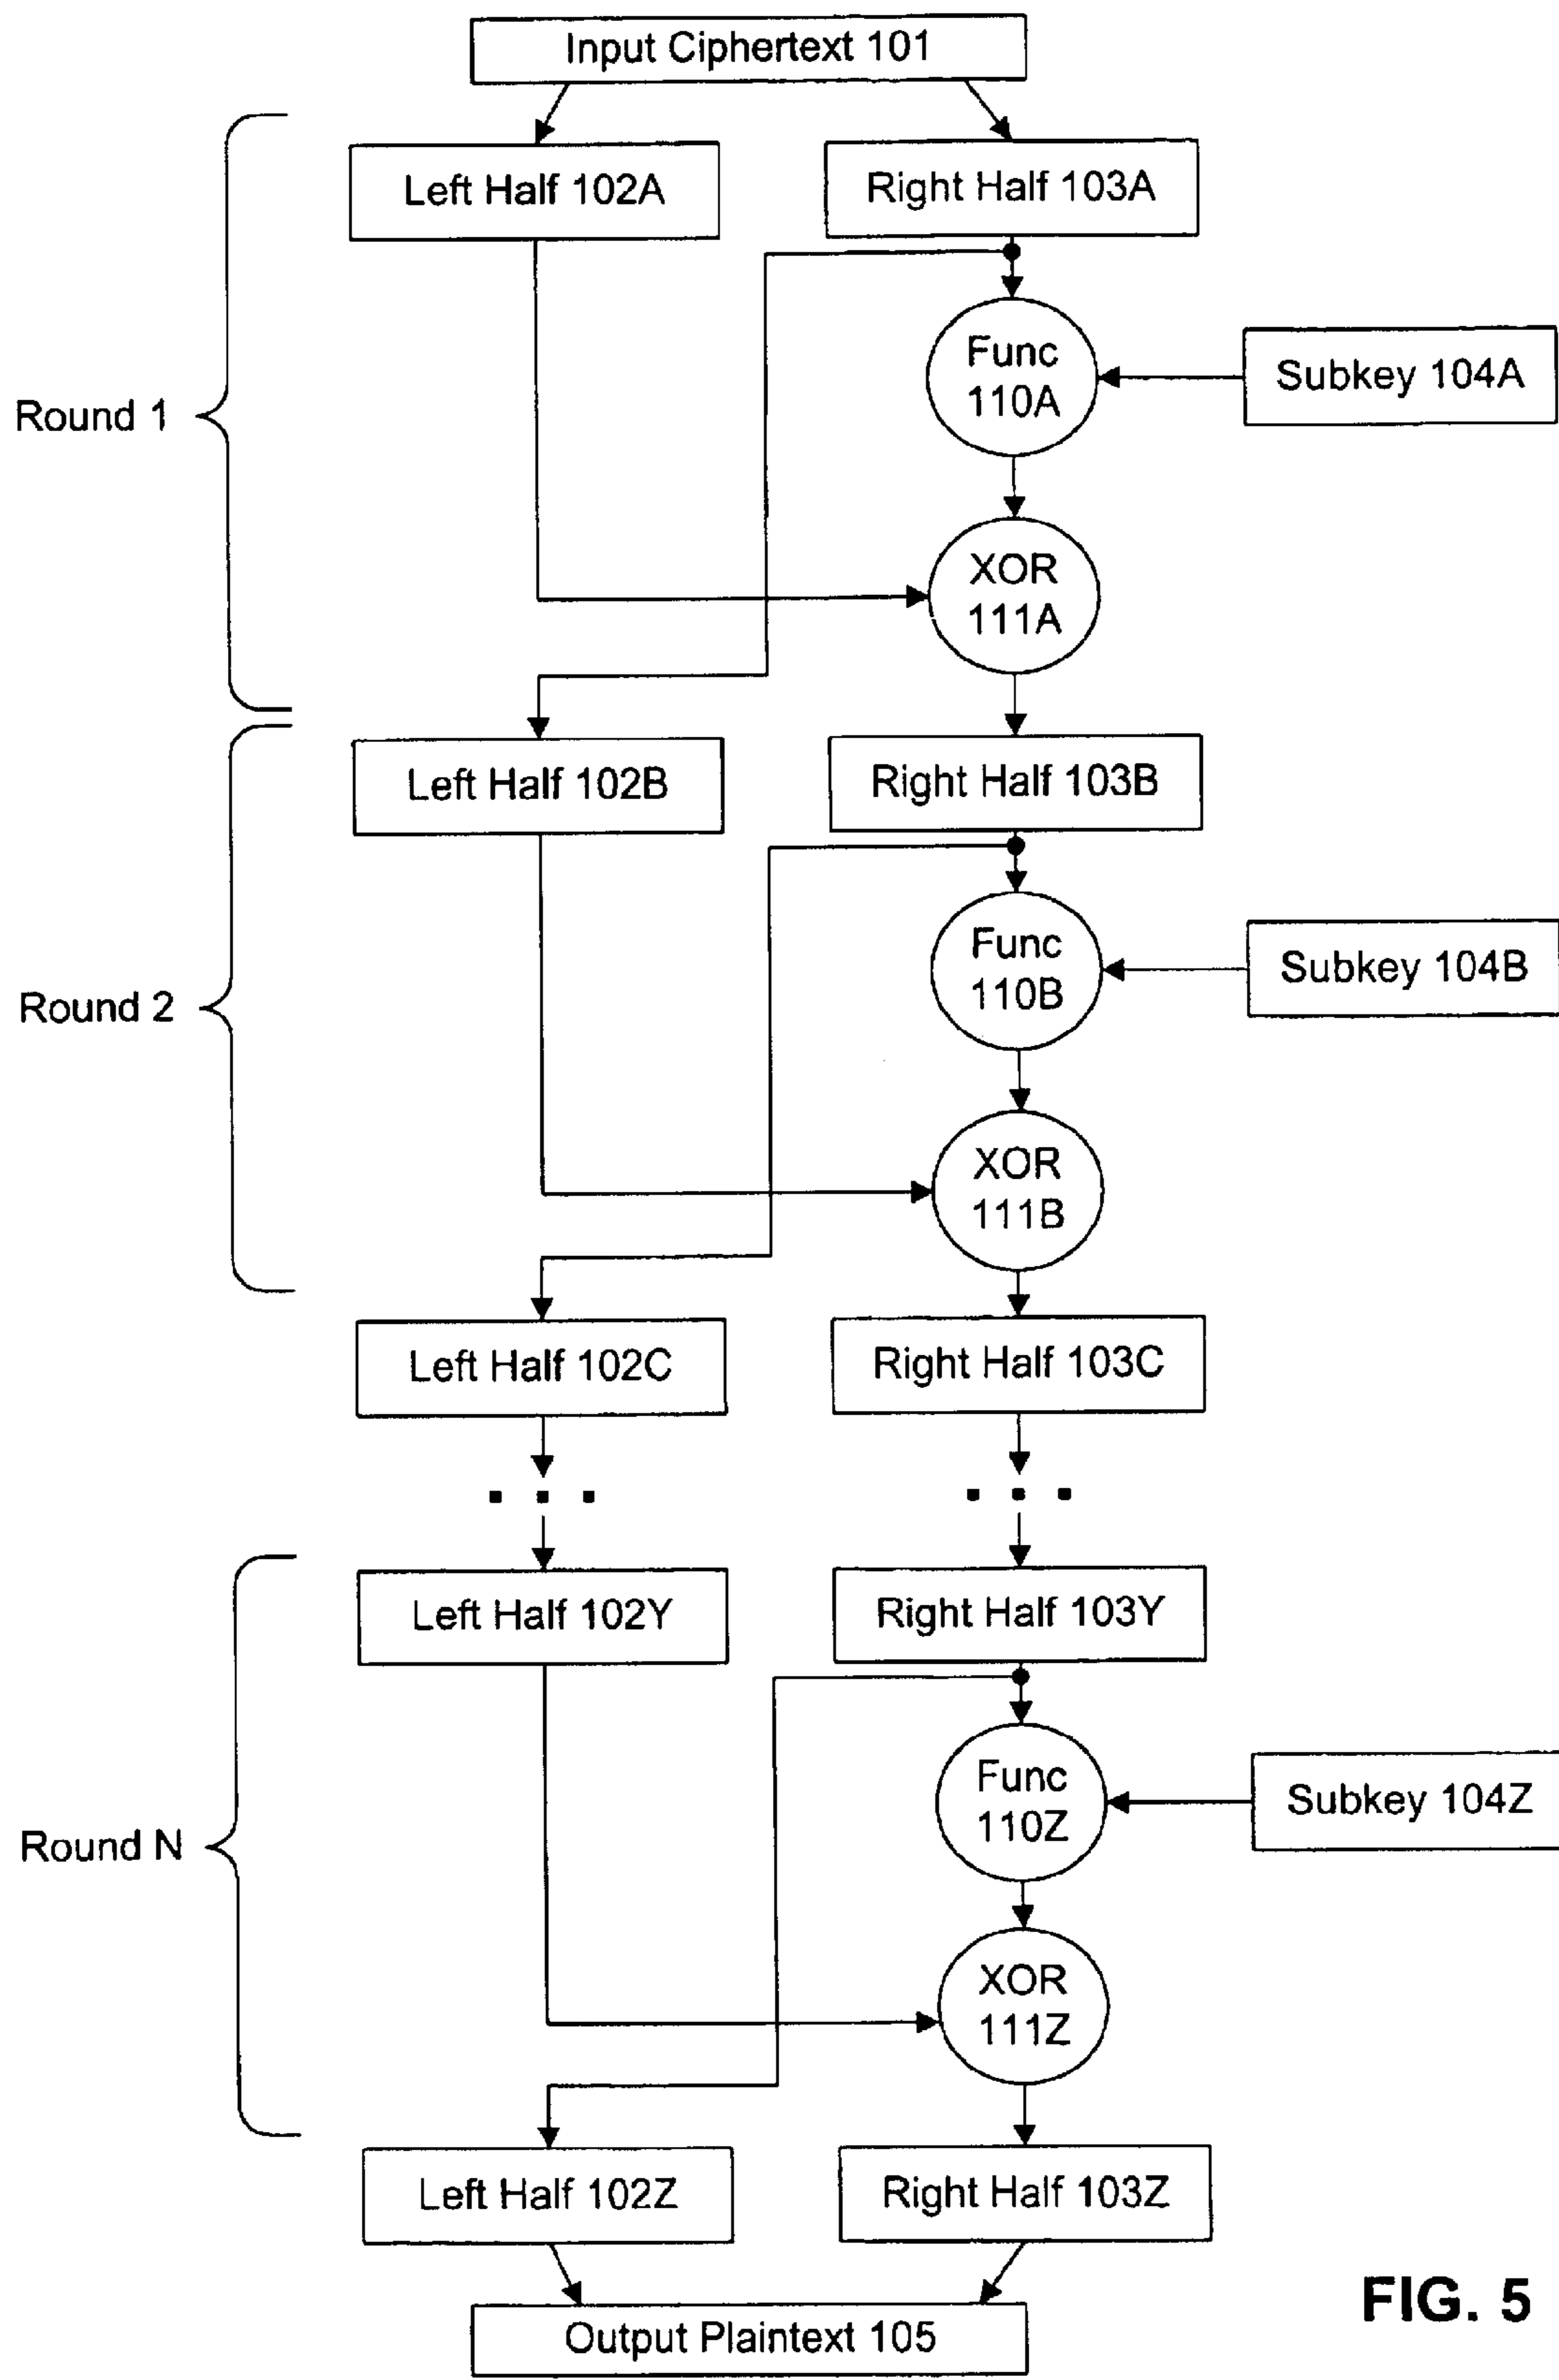 Input Ciphertext 101
Left Half 102A
Right Half 103A
Func
110A
Subkey 104A
Round 1
XOR
111A
Left Half 102B
Right Half 103B
Func
110B
Subkey 104B
Round 2
XOR
111B
Left Half 102C
Right Half 103C
Left Half 102Y
Right Half 103Y
Func
110Z
Subkey 104Z
Round N
XOR
111Z
Left Half 102Z
Right Half 103Z
Output Plaintext 105
FIG. 5